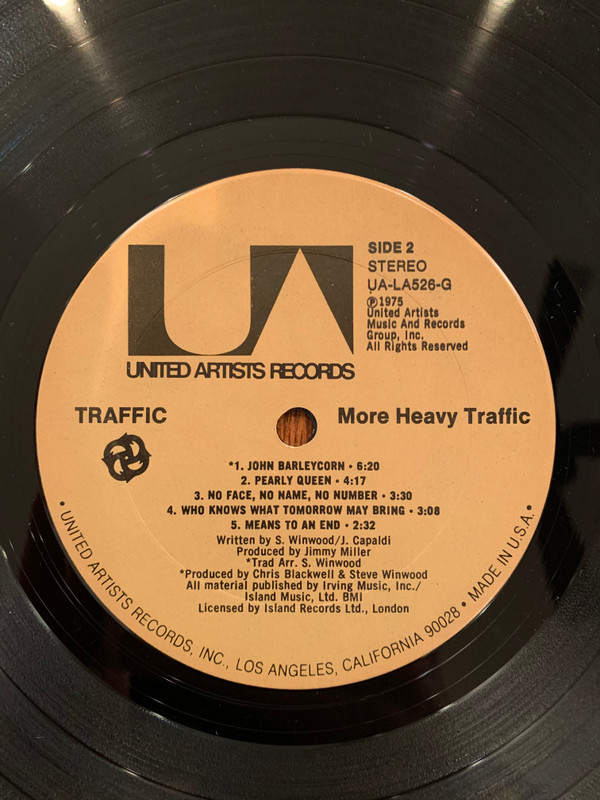 UA
UNITED ARTISTS RECORDS
SIDE 2
STEREO
UA-LA526-G
Ⓟ1975
United Artists
Music And Records
Group, Inc.
All Rights Reserved
TRAFFIC
More Heavy Traffic
*1. JOHN BARLEYCORN • 6:20
2. PEARLY QUEEN • 4:17
3. NO FACE, NO NAME, NO NUMBER • 3:30
4. WHO KNOWS WHAT TOMORROW MAY BRING • 3:08
5. MEANS TO AN END • 2:32
Written by S. Winwood/J. Capaldi
Produced by Jimmy Miller
*Trad Arr. S. Winwood
*Produced by Chris Blackwell & Steve Winwood
All material published by Irving Music, Inc./
Island Music, Ltd. BMI
Licensed by Island Records Ltd., London
• UNITED ARTISTS RECORDS, INC., LOS ANGELES, CALIFORNIA 90028 • MADE IN U.S.A. •